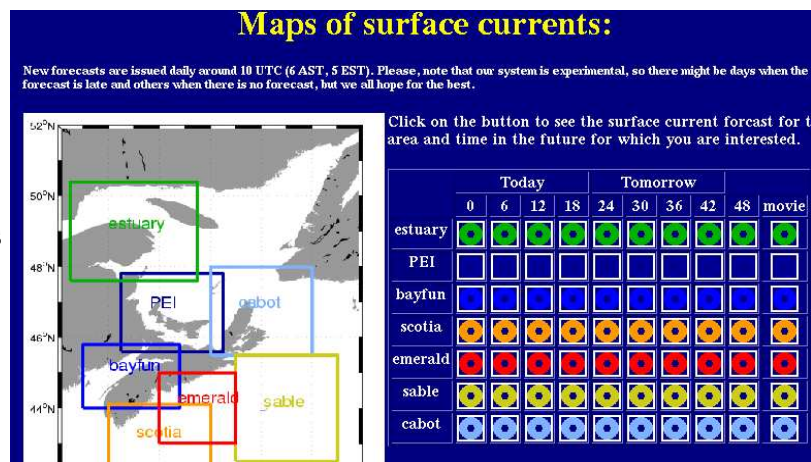 Maps of surface currents:
New forecasts are issued daily around 10 UTC (6 AST, 5 EST). Please, note that our system is experimental, so there might be days when the
forecast is late and others when there is no forecast, but we all hope for the best.
Click on the button to see the surface current forcast for t
area and time in the future for which you are interested.
52°N
50°N
48°N
46°N
44°N
estuary
PEI
cabot
bayfun
emerald
sable
scotia
Today Tomorrow
0 6 12 18 24 30 36 42 48 movie
estuary
PEI
bayfun
scotia
emerald
sable
cabot